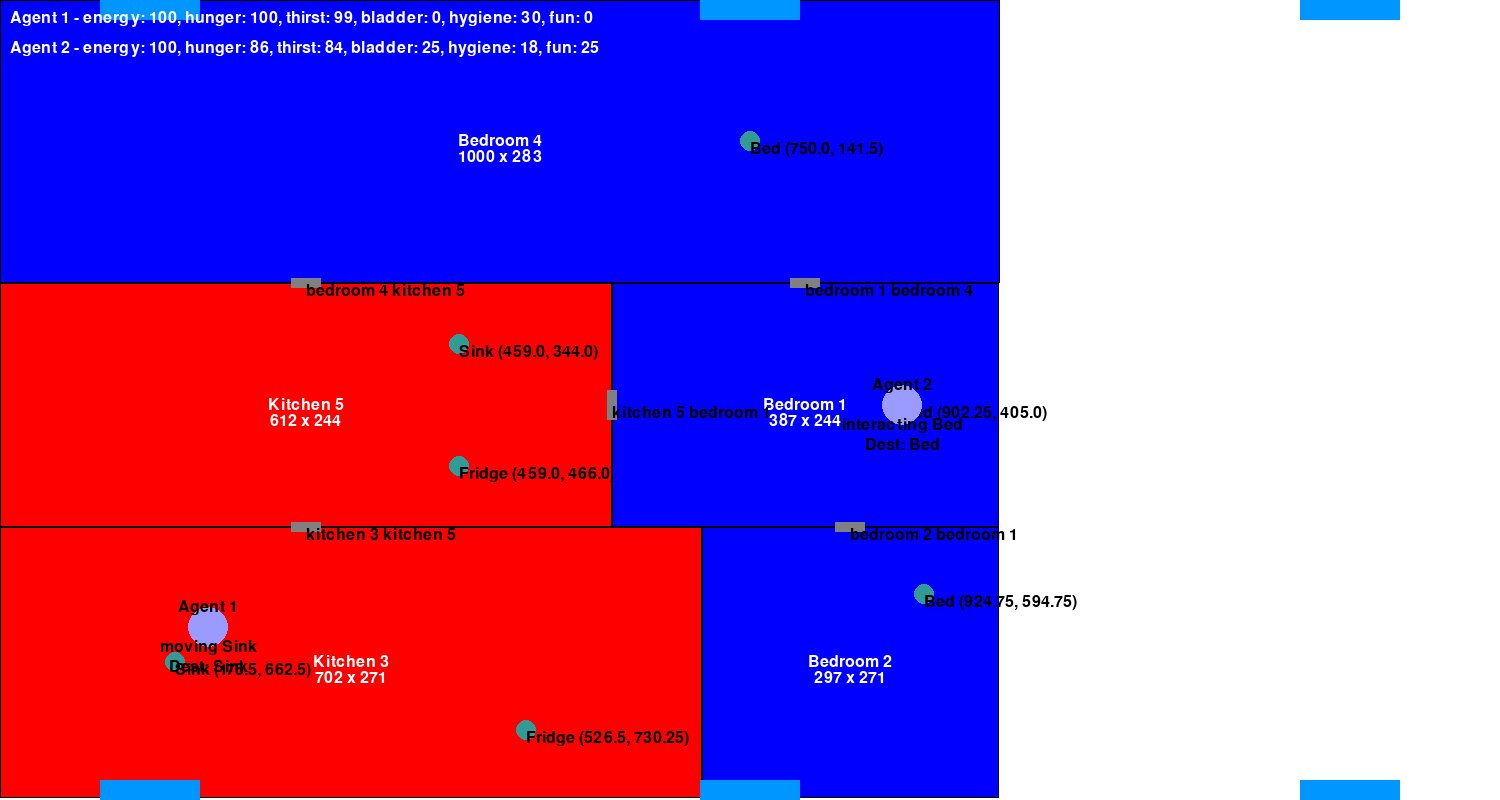 Agent 1 - energy: 100, hunger: 100, thirst: 99, bladder: 0, hygiene: 30, fun: 0
Agent 2 - energy: 100, hunger: 86, thirst: 84, bladder: 25, hygiene: 18, fun: 25
Bedroom 4
1000 x 283
Bed (750.0, 141.5)
bedroom 4 kitchen 5
bedroom 1 bedroom 4
Sink (459.0, 344.0)
Agent 2
Kitchen 5
612 x 244
kitchen 5 bedroom 1
Bedroom 1
387 x 244
d (902.25, 405.0)
interacting Bed
Dest: Bed
Fridge (459.0, 466.0
kitchen 3 kitchen 5
bedroom 2 bedroom 1
Bed (924.75, 594.75)
Agent 1
moving Sink
Dest: Sink
Sink (175.5, 662.5)
Kitchen 3
702 x 271
Bedroom 2
297 x 271
Fridge (526.5, 730.25)